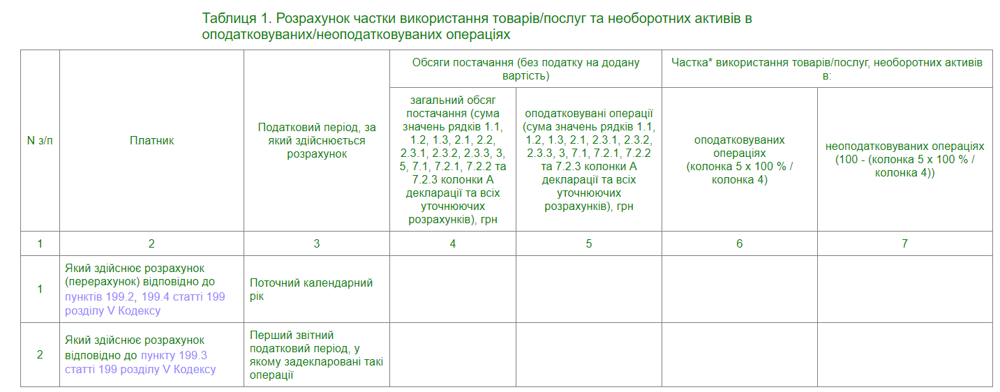 Таблиця 1. Розрахунок частки використання товарів/послуг та необоротних активів в
оподатковуваних/неоподатковуваних операціях
N з/п
Платник
Податковий період, за
який здійснюється
розрахунок
Обсяги постачання (без податку на додану
вартість)
Частка* використання товарів/послуг, необоротних активів
в:
загальний обсяг
постачання (сума
значень рядків 1.1,
1.2, 1.3, 2.1, 2.2,
2.3.1, 2.3.2, 2.3.3, 3,
5, 7.1, 7.2.1, 7.2.2 та
7.2.3 колонки А
декларації та всіх
уточнюючих
розрахунків), грн
оподатковувані операції
(сума значень рядків 1.1,
1.2, 1.3, 2.1, 2.3.1, 2.3.2,
2.3.3, 3, 7.1, 7.2.1, 7.2.2
та 7.2.3 колонки А
декларації та всіх
уточнюючих
розрахунків), грн
оподатковуваних
операціях
(колонка 5 х 100 % /
колонка 4)
неоподатковуваних операціях
(100 - (колонка 5 х 100 % /
колонка 4))
1
2
3
4
5
6
7
1
Який здійснює розрахунок
(перерахунок) відповідно до
пунктів 199.2, 199.4 статті 199
розділу V Кодексу
Поточний календарний
рік
2
Який здійснює розрахунок
відповідно до пункту 199.3
статті 199 розділу V Кодексу
Перший звітний
податковий період, у
якому задекларовані такі
операції